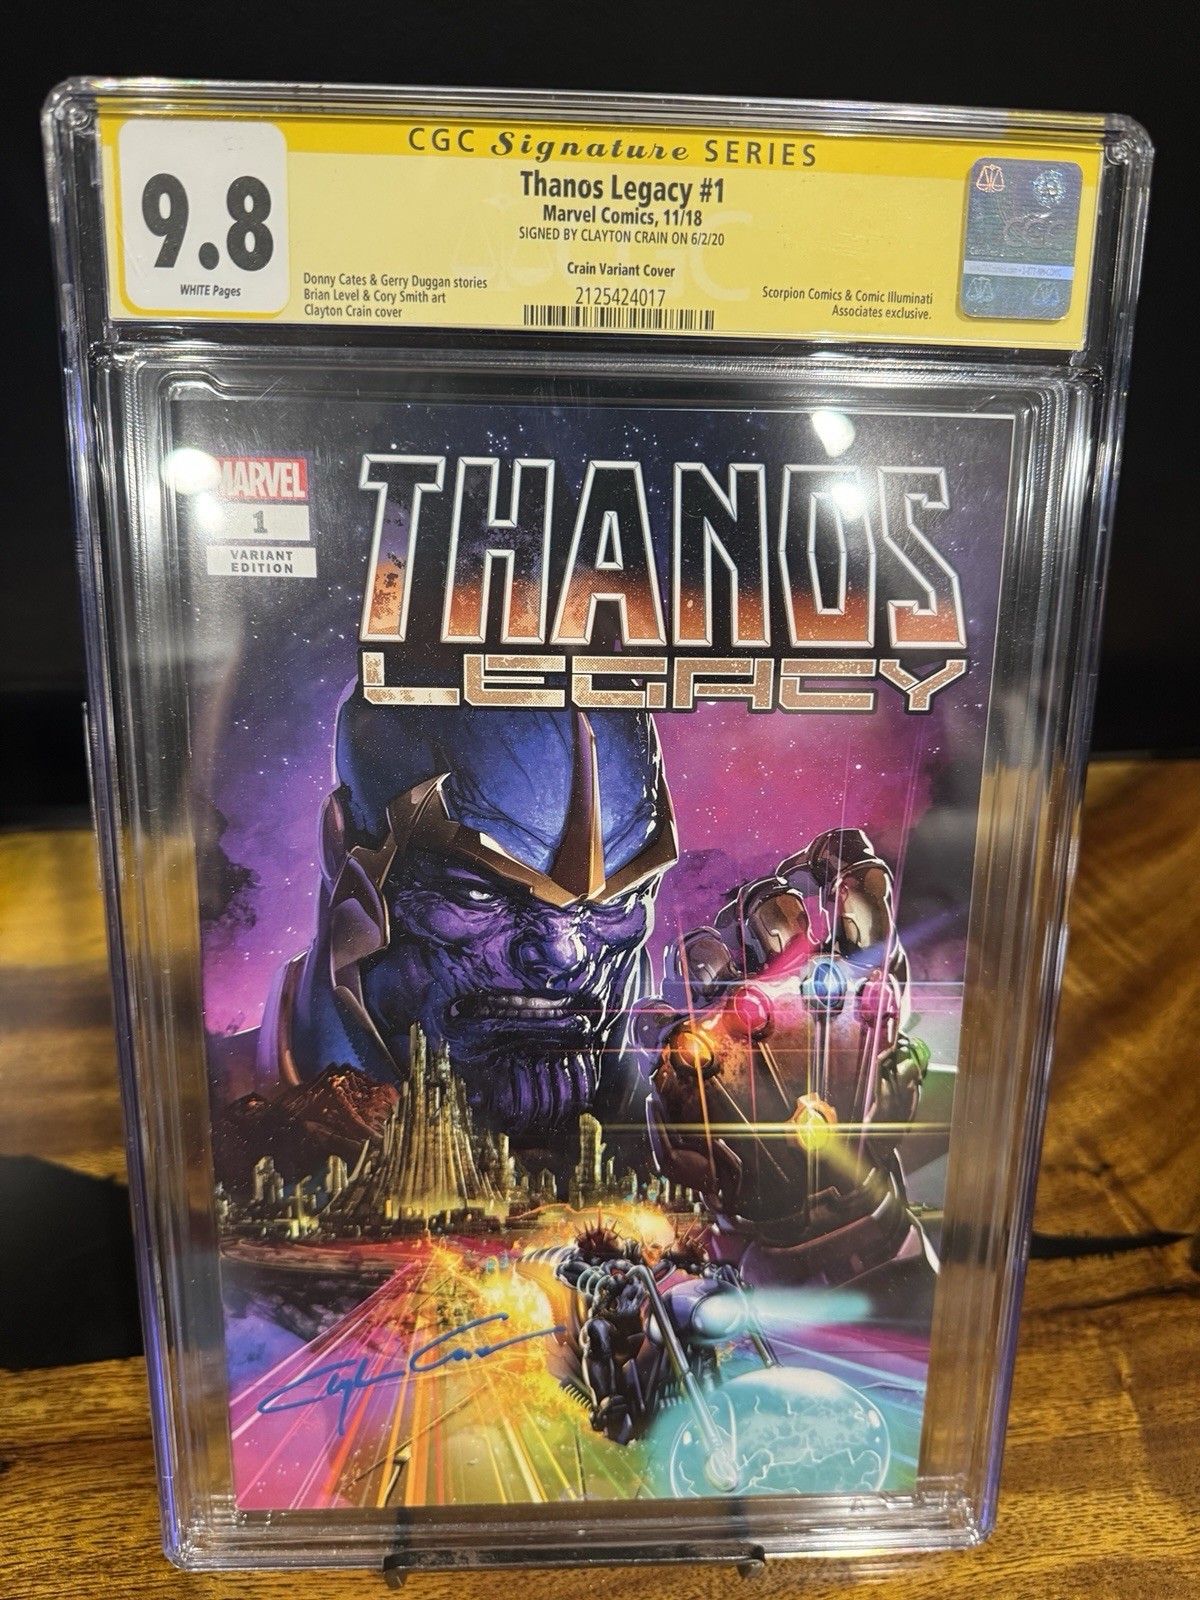 CGC Signature SERIES
9.8
WHITE Pages
Thanos Legacy #1
Marvel Comics, 11/18
SIGNED BY CLAYTON CRAIN ON 6/2/20
Crain Variant Cover
2125424017
Donny Cates & Gerry Duggan stories
Brian Level & Cory Smith art
Clayton Crain cover
Scorpion Comics & Comic Illuminati
Associates exclusive.
CGC
MARVEL
1
VARIANT
EDITION
THANOS
LEGACY